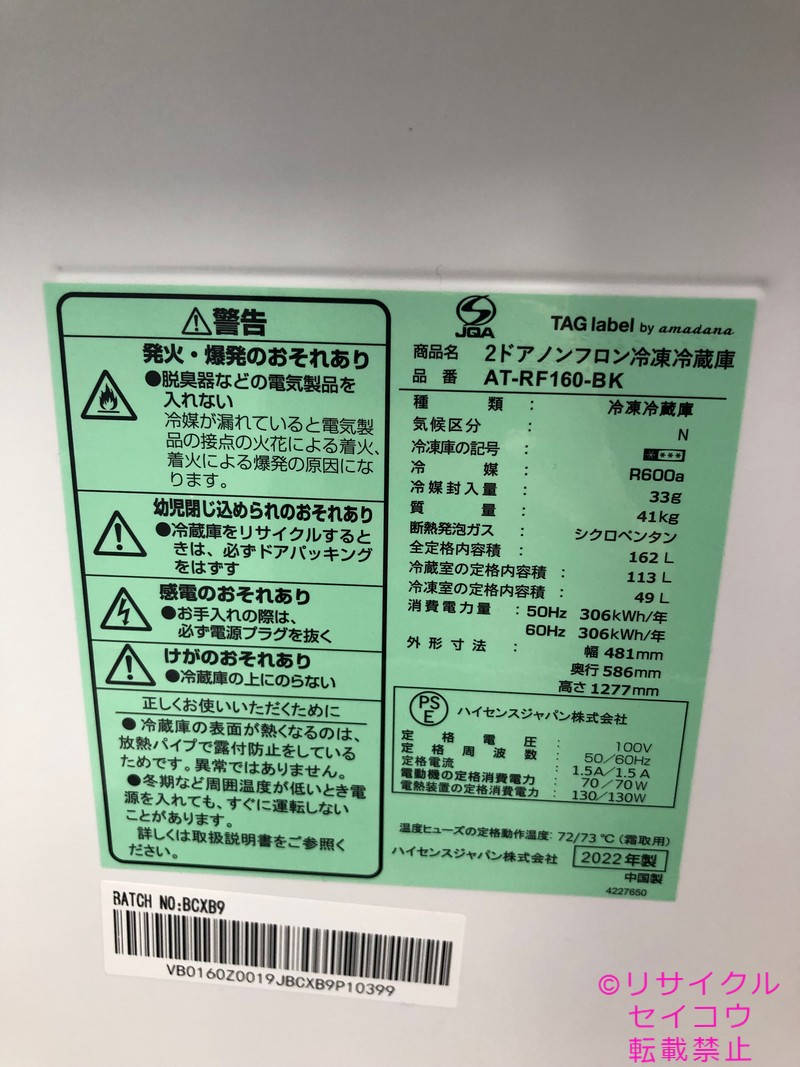 警告
発火・爆発のおそれあり
●脱臭器などの電気製品を
入れない
冷媒が漏れていると電気製
品の接点の火花による着火、
着火による爆発の原因にな
ります。
幼児閉じ込められのおそれあり
●冷蔵庫をリサイクルすると
きは、必ずドアパッキング
をはずす
感電のおそれあり
●お手入れの際は、
必ず電源プラグを抜く
けがのおそれあり
●冷蔵庫の上にのらない
正しくお使いいただくために
●冷蔵庫の表面が熱くなるのは、
放熱パイプで露付防止をしている
ためです。異常ではありません。
●冬期など周囲温度が低いとき電
源を入れても、すぐに運転しない
ことがあります。
詳しくは取扱説明書をご参照く
ださい。
JQA
TAG label by amadana
商品名 2ドアノンフロン冷凍冷蔵庫
品番 AT-RF160-BK
種類 : 冷凍冷蔵庫
気候区分 : N
冷凍庫の記号 : ****
冷媒 : R600a
冷媒封入量 : 33g
質量 : 41kg
断熱発泡ガス : シクロペンタン
全定格内容積 : 162 L
冷蔵室の定格内容積 : 113 L
冷凍室の定格内容積 : 49 L
消費電力量 : 50Hz 306kWh/年
60Hz 306kWh/年
外形寸法 : 幅 481mm
奥行 586mm
高さ 1277mm
PSE ハイセンスジャパン株式会社
定格電圧 : 100V
定格周波数 : 50/60Hz
定格電流 : 1.5A/1.5A
電動機の定格消費電力 : 70/70W
電熱装置の定格消費電力 : 130/130W
温度ヒューズの定格動作温度: 72/73℃(霜取用)
ハイセンスジャパン株式会社 2022年製
中国製
4227650
BATCH NO:BCXB9
VB0160Z0019JBCXB9P10399
©リサイクル
セイコウ
転載禁止